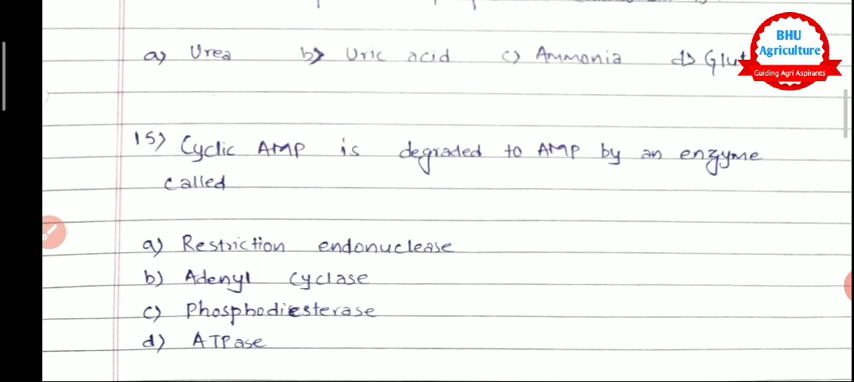 a) Urea b) Uric acid c) Ammonia d) Glut
BHU
Agriculture
Guiding Agri Aspirants
15) Cyclic AMP is degraded to AMP by an enzyme
called
a) Restriction endonuclease
b) Adenyl cyclase
c) Phosphodiesterase
d) ATPase